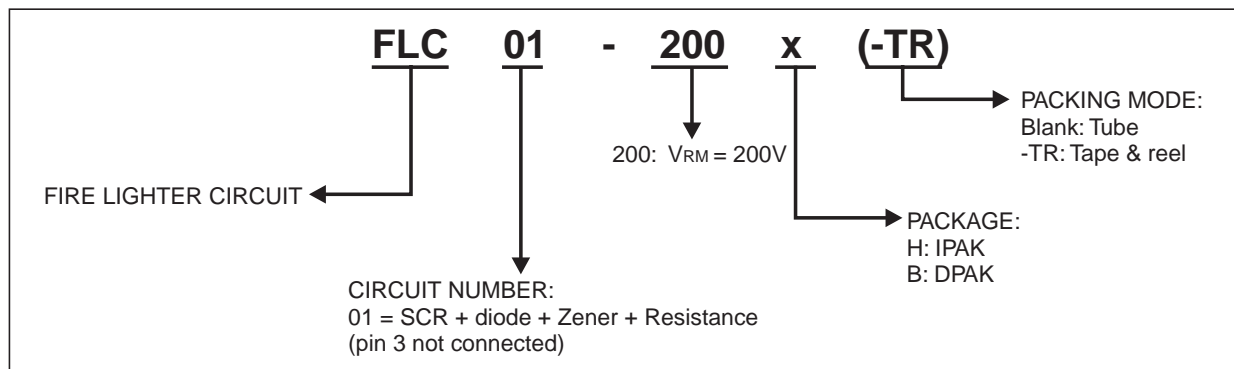 FLC 01 - 200 x (-TR)
PACKING MODE:
Blank: Tube
-TR: Tape & reel
200: VRM = 200V
FIRE LIGHTER CIRCUIT
PACKAGE:
H: IPAK
B: DPAK
CIRCUIT NUMBER:
01 = SCR + diode + Zener + Resistance
(pin 3 not connected)